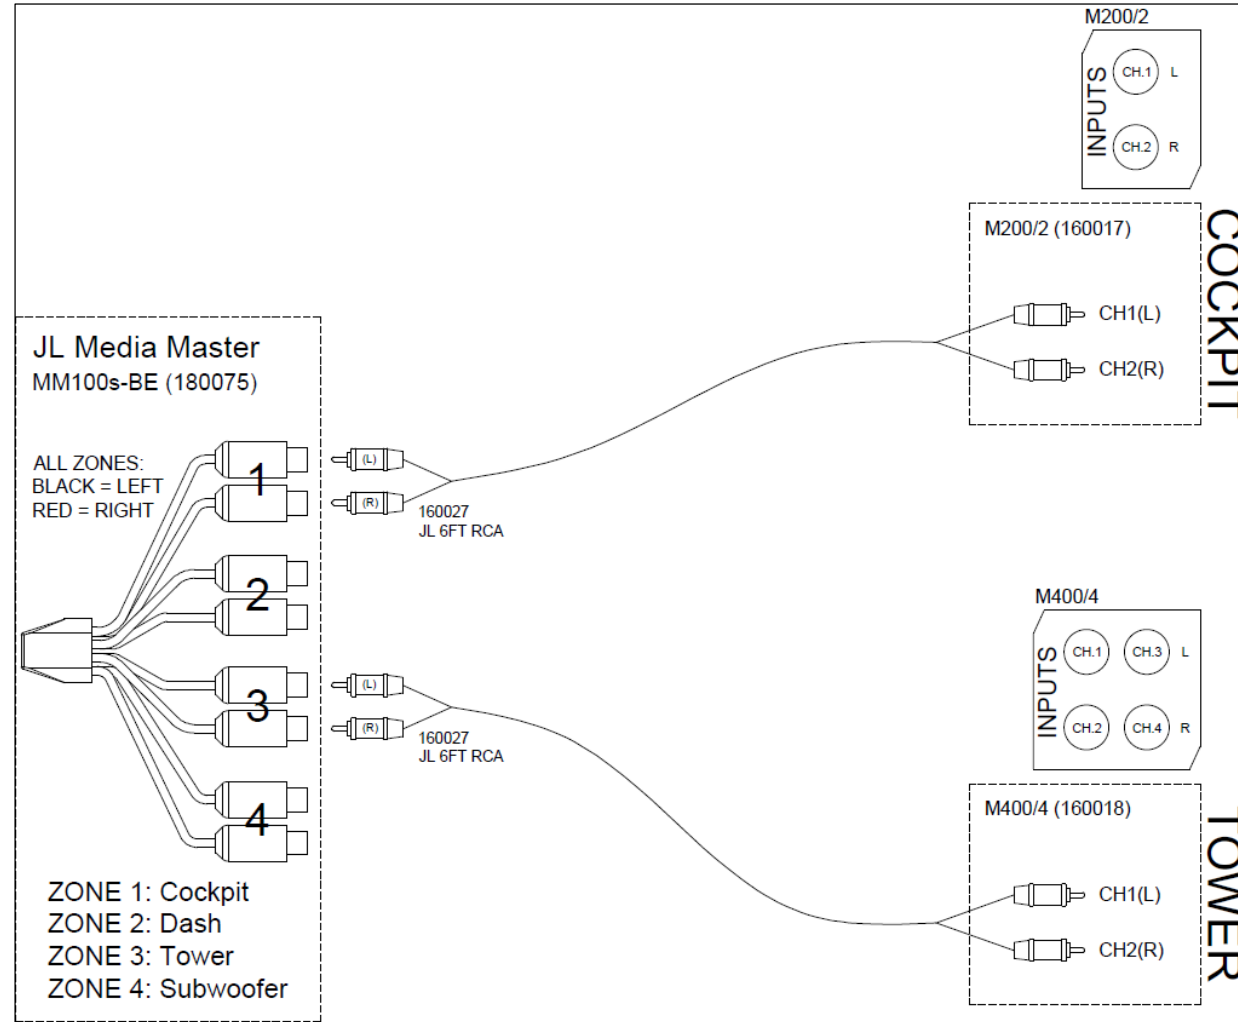 M200/2
INPUTS
CH.1 L
CH.2 R
COCKPIT
M200/2 (160017)
CH1(L)
CH2(R)
JL Media Master
MM100s-BE (180075)
ALL ZONES:
BLACK = LEFT
RED = RIGHT
1
2
3
4
(L)
(R)
160027
JL 6FT RCA
(L)
(R)
160027
JL 6FT RCA
ZONE 1: Cockpit
ZONE 2: Dash
ZONE 3: Tower
ZONE 4: Subwoofer
M400/4
INPUTS
CH.1 CH.3 L
CH.2 CH.4 R
TOWER
M400/4 (160018)
CH1(L)
CH2(R)